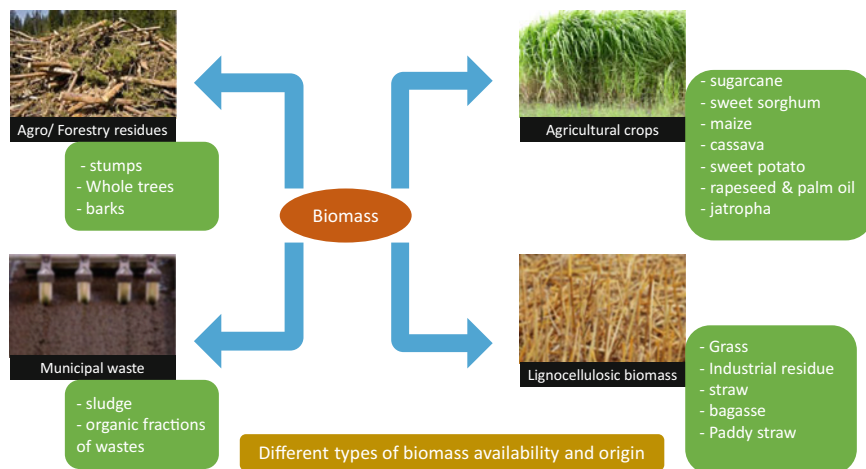 Agro/ Forestry residues
- stumps
- Whole trees
- barks
Agricultural crops
- sugarcane
- sweet sorghum
- maize
- cassava
- sweet potato
- rapeseed & palm oil
- jatropha
Biomass
Municipal waste
- sludge
- organic fractions
of wastes
Lignocellulosic biomass
- Grass
- Industrial residue
- straw
- bagasse
- Paddy straw
Different types of biomass availability and origin